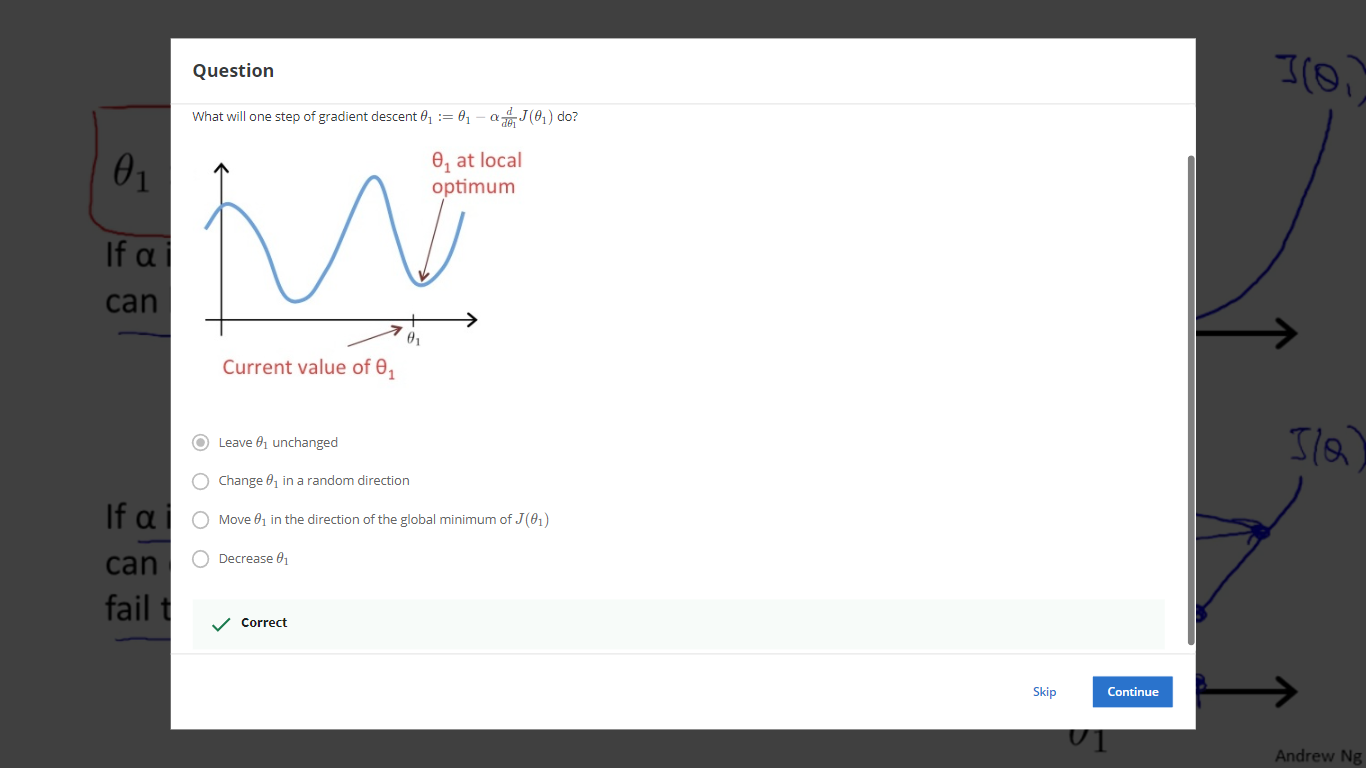 Question
What will one step of gradient descent θ₁ := θ₁ − α d/dθ₁ J(θ₁) do?
θ₁ at local
optimum
θ₁
Current value of θ₁
Leave θ₁ unchanged
Change θ₁ in a random direction
Move θ₁ in the direction of the global minimum of J(θ₁)
Decrease θ₁
Correct
Skip
Continue
J(θ₁)
θ₁
If α i
can
J(θ
If α i
can
fail t
θ1
Andrew Ng